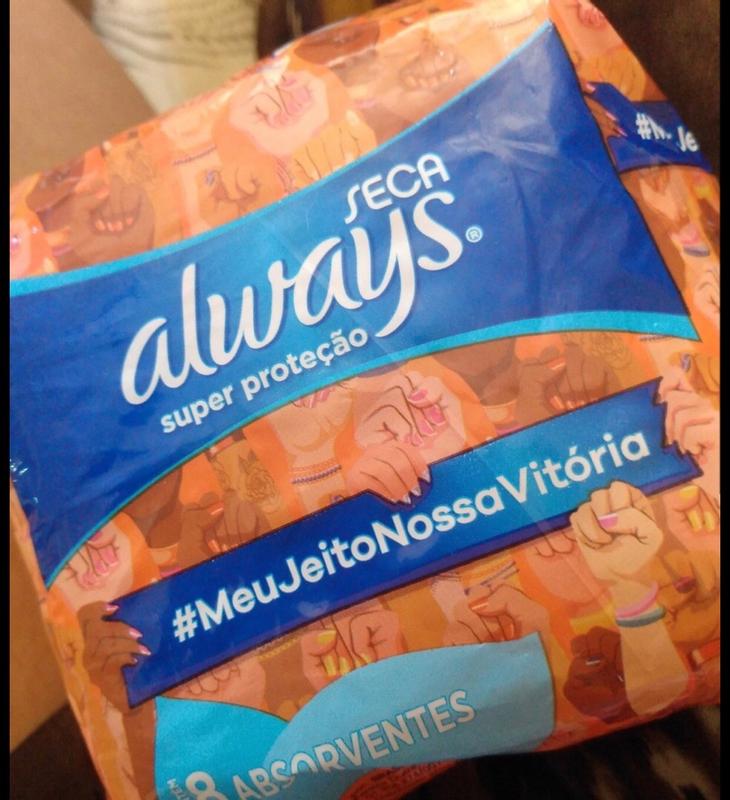 SECA
always®
super proteção
#MeuJeitoNossaVitória
8 ABSORVENTES